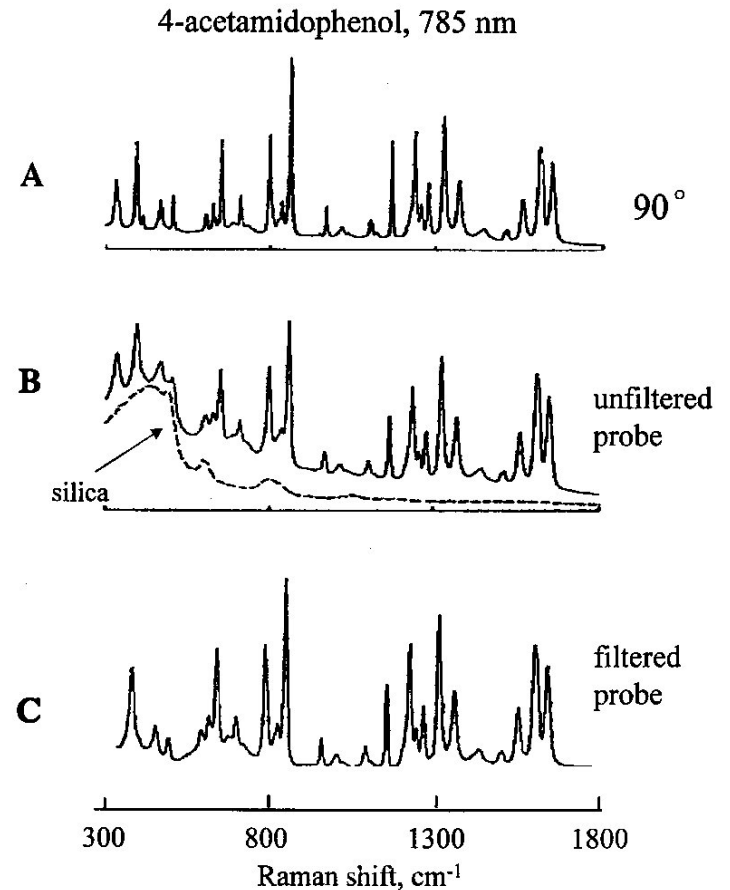 4-acetamidophenol, 785 nm
A
90°
B
unfiltered
probe
silica
C
filtered
probe
300 800 1300 1800
Raman shift, cm-1